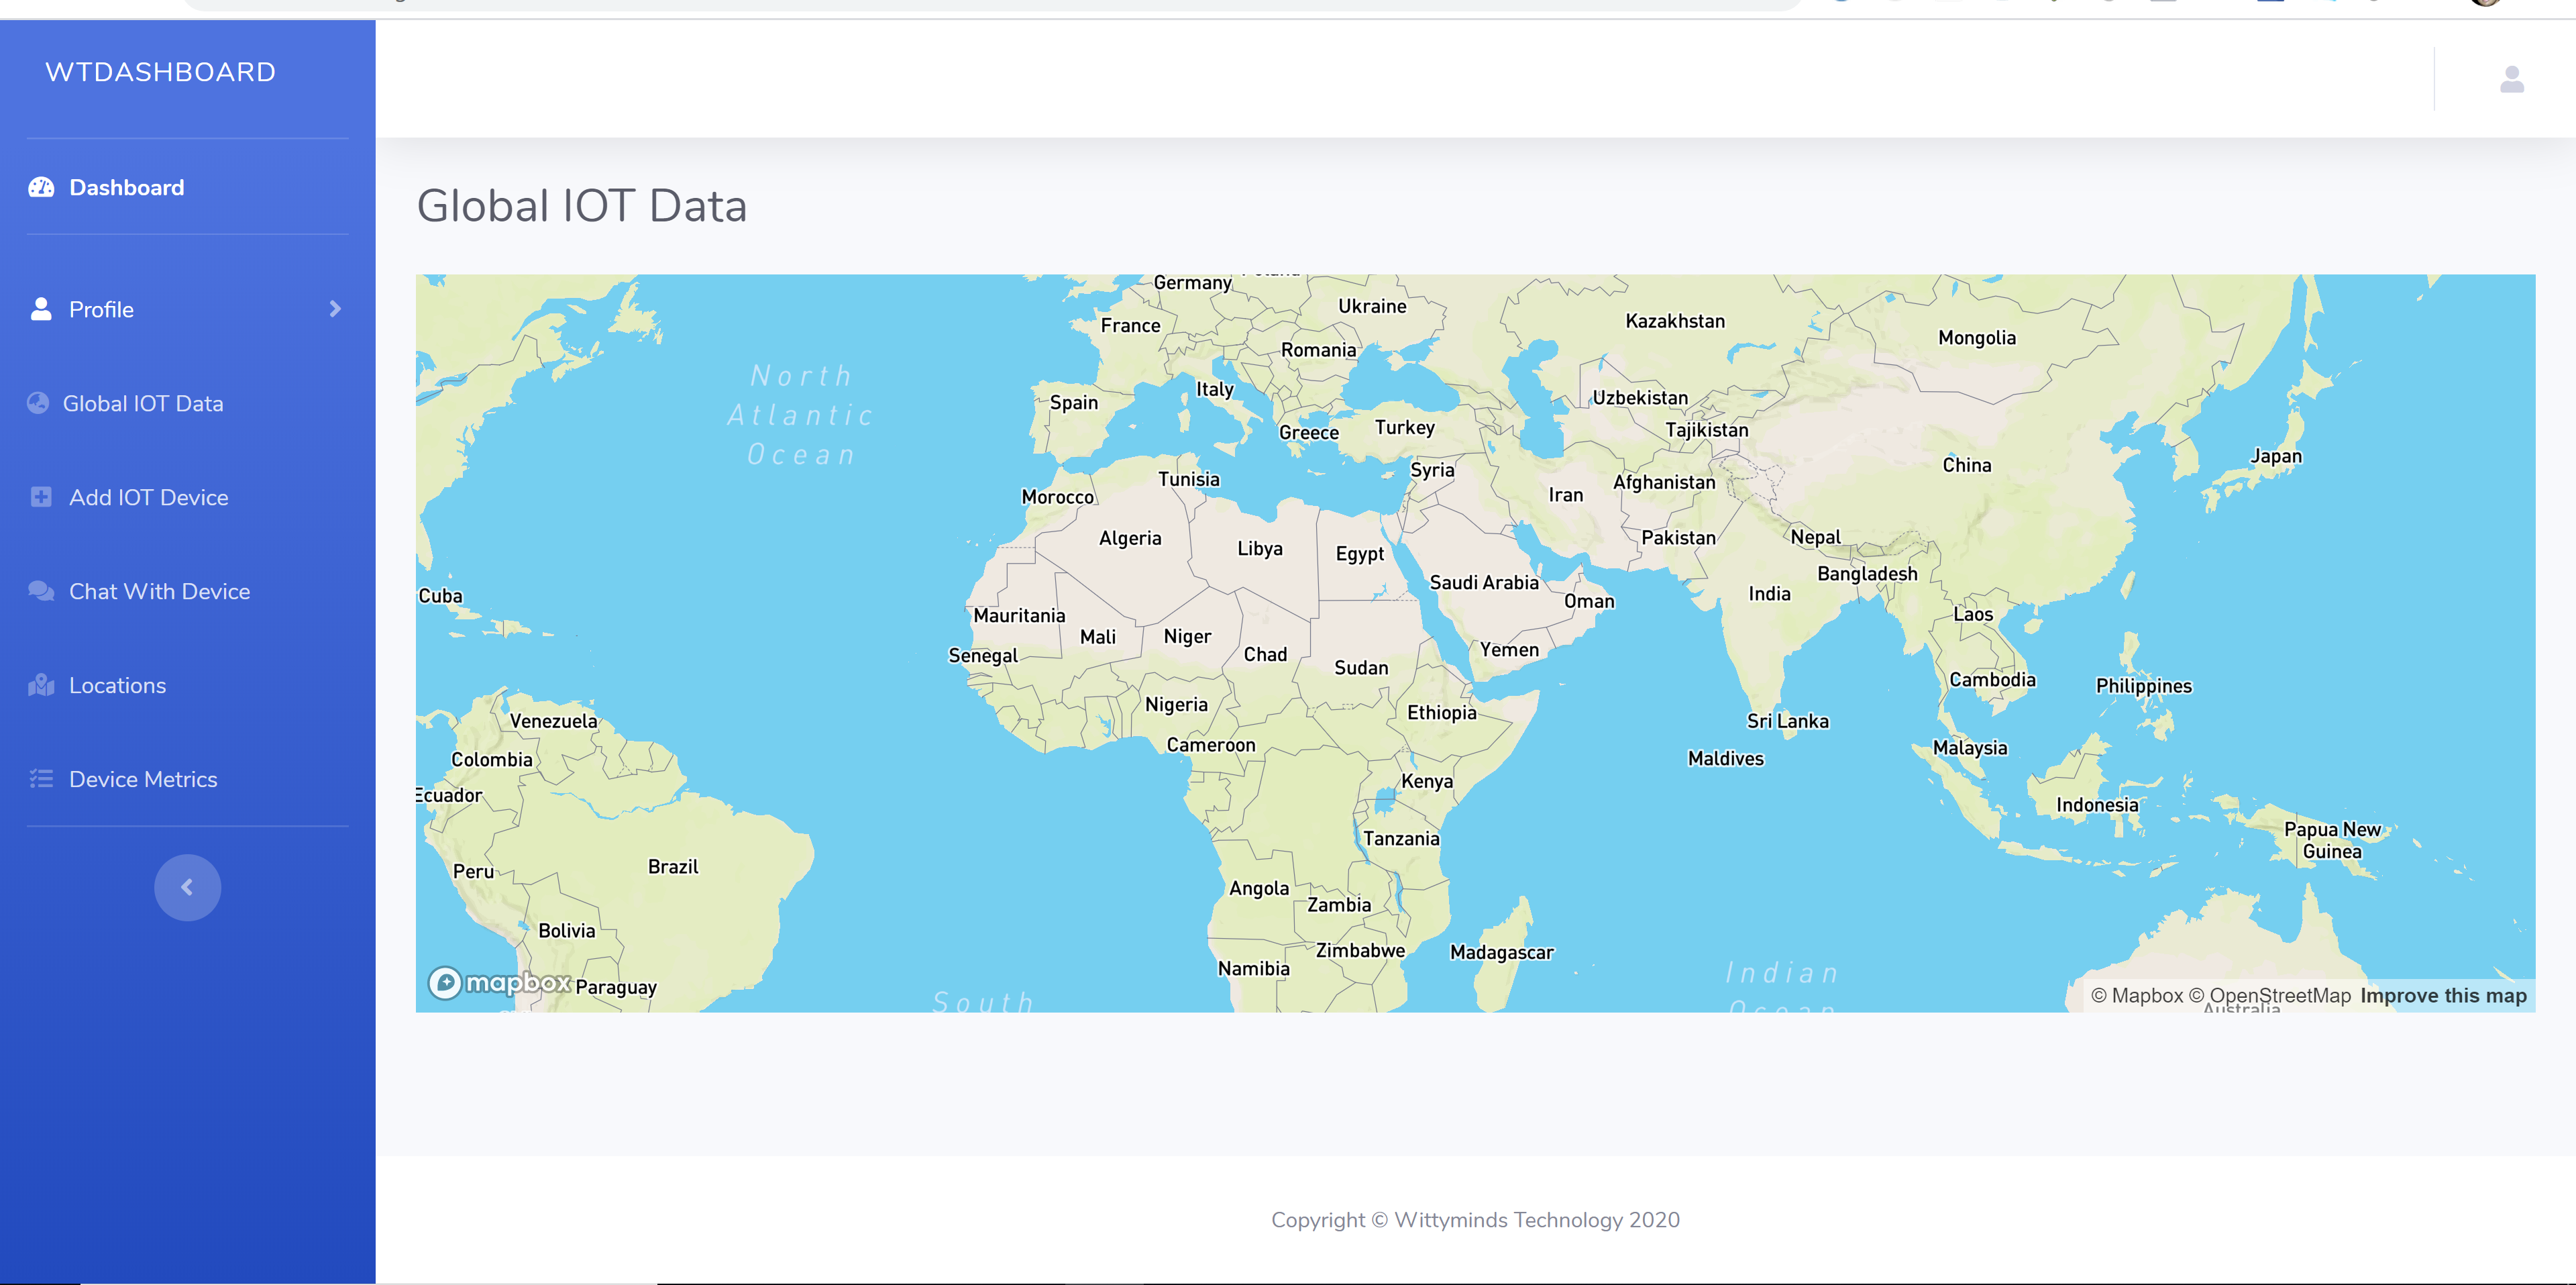 WTDASHBOARD
Dashboard
Profile
Global IOT Data
Add IOT Device
Chat With Device
Locations
Device Metrics
Global IOT Data
Germany
Ukraine
France
Kazakhstan
Mongolia
Romania
North
Atlantic
Ocean
Italy
Spain
Uzbekistan
Greece
Turkey
Tajikistan
Japan
China
Syria
Tunisia
Afghanistan
Morocco
Iran
Algeria
Libya
Egypt
Pakistan
Nepal
Bangladesh
Saudi Arabia
India
Cuba
Oman
Mauritania
Laos
Mali
Niger
Senegal
Chad
Yemen
Sudan
Cambodia
Philippines
Nigeria
Ethiopia
Venezuela
Sri Lanka
Cameroon
Malaysia
Colombia
Maldives
Kenya
Ecuador
Indonesia
Tanzania
Papua New
Guinea
Brazil
Peru
Angola
Zambia
Bolivia
Zimbabwe
Madagascar
Namibia
Indian
Ocean
mapbox
Paraguay
South
© Mapbox © OpenStreetMap Improve this map
Australia
Copyright © Wittyminds Technology 2020